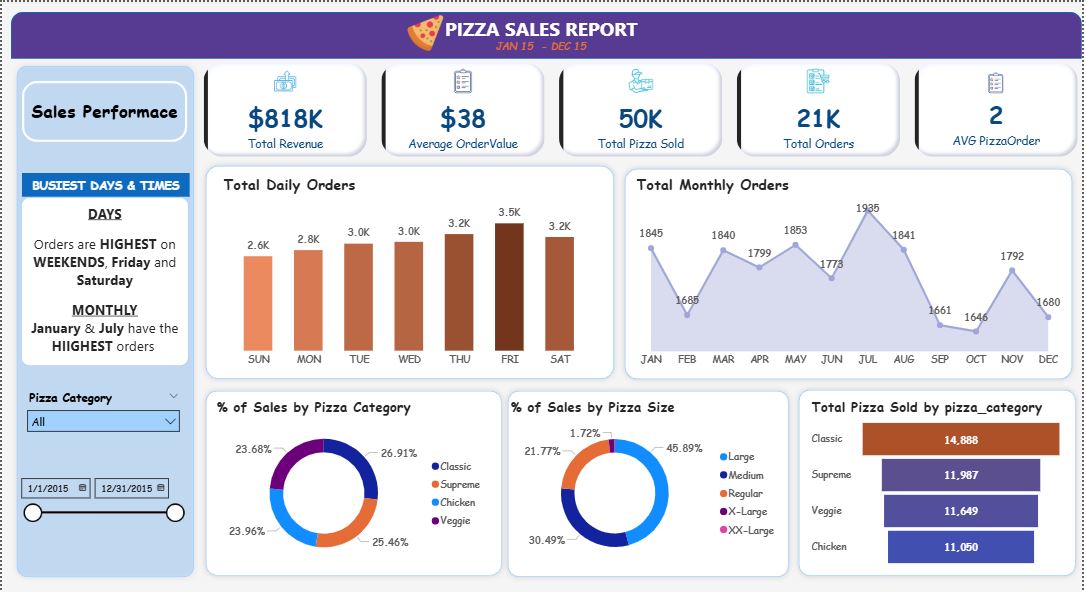 PIZZA SALES REPORT
JAN 15 - DEC 15
Sales Performace
$818K
Total Revenue
$38
Average OrderValue
50K
Total Pizza Sold
21K
Total Orders
2
AVG PizzaOrder
BUSIEST DAYS & TIMES
DAYS
Orders are HIGHEST on
WEEKENDS, Friday and
Saturday
MONTHLY
January & July have the
HIIGHEST orders
Pizza Category
All
1/1/2015 12/31/2015
Total Daily Orders
2.6K 2.8K 3.0K 3.0K 3.2K 3.5K 3.2K
SUN MON TUE WED THU FRI SAT
Total Monthly Orders
1845 1685 1840 1799 1853 1773 1935 1841 1661 1646 1792 1680
JAN FEB MAR APR MAY JUN JUL AUG SEP OCT NOV DEC
% of Sales by Pizza Category
23.68% 26.91%
23.96% 25.46%
Classic
Supreme
Chicken
Veggie
% of Sales by Pizza Size
1.72%
21.77% 45.89%
30.49%
Large
Medium
Regular
X-Large
XX-Large
Total Pizza Sold by pizza_category
Classic 14,888
Supreme 11,987
Veggie 11,649
Chicken 11,050